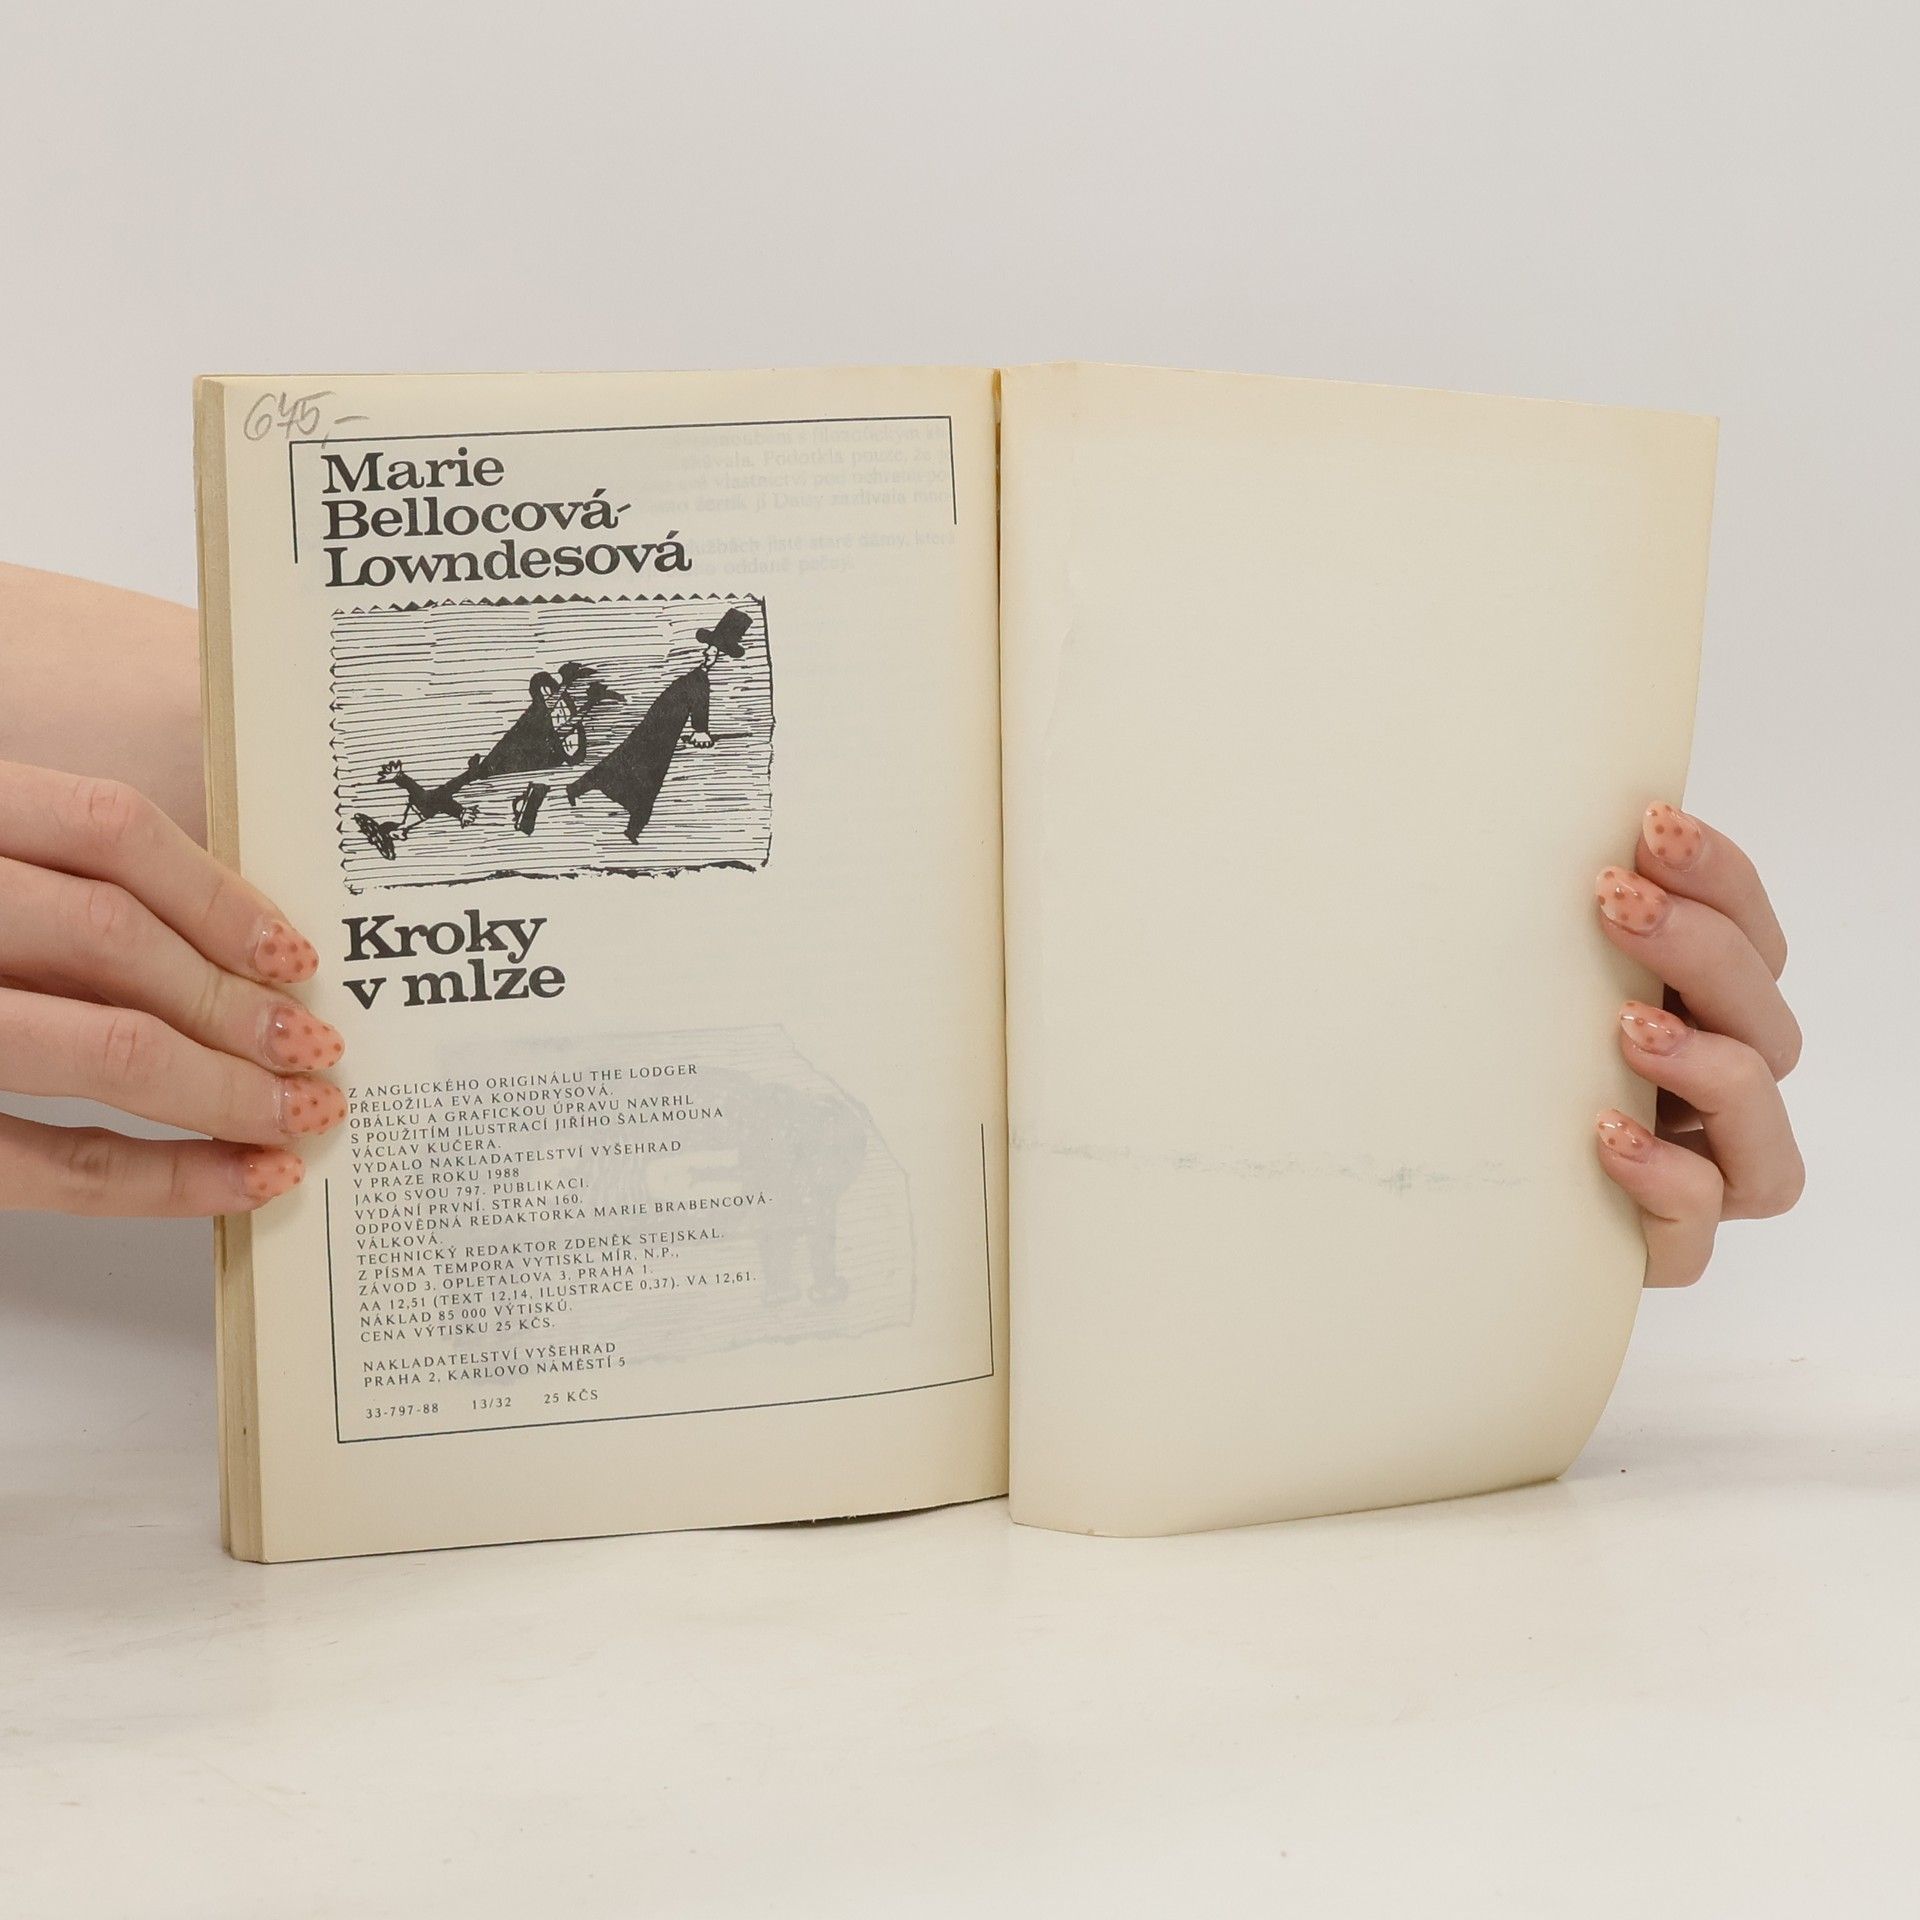 675,-
Marie
Bellocová-
Lowndesová
Kroky
v mlze
Z ANGLICKÉHO ORIGINÁLU THE LODGER
PŘELOŽILA EVA KONDRYSOVÁ.
OBÁLKU A GRAFICKOU ÚPRAVU NAVRHL
S POUŽITÍM ILUSTRACÍ JIŘÍHO ŠALAMOUNA
VÁCLAV KUČERA.
VYDALO NAKLADATELSTVÍ VYŠEHRAD
V PRAZE ROKU 1988
JAKO SVOU 797. PUBLIKACI.
VYDÁNÍ PRVNÍ. STRAN 160.
ODPOVĚDNÁ REDAKTORKA MARIE BRABENCOVÁ-
VÁLKOVÁ.
TECHNICKÝ REDAKTOR ZDENĚK STEJSKAL.
Z PÍSMA TEMPORA VYTISKL MÍR, N.P.,
ZÁVOD 3, OPLETALOVA 3, PRAHA 1.
AA 12,51 (TEXT 12,14, ILUSTRACE 0,37). VA 12,61.
NÁKLAD 85 000 VÝTISKŮ.
CENA VÝTISKU 25 KČS.
NAKLADATELSTVÍ VYŠEHRAD
PRAHA 2, KARLOVO NÁMĚSTÍ 5
33-797-88 13/32 25 KČS